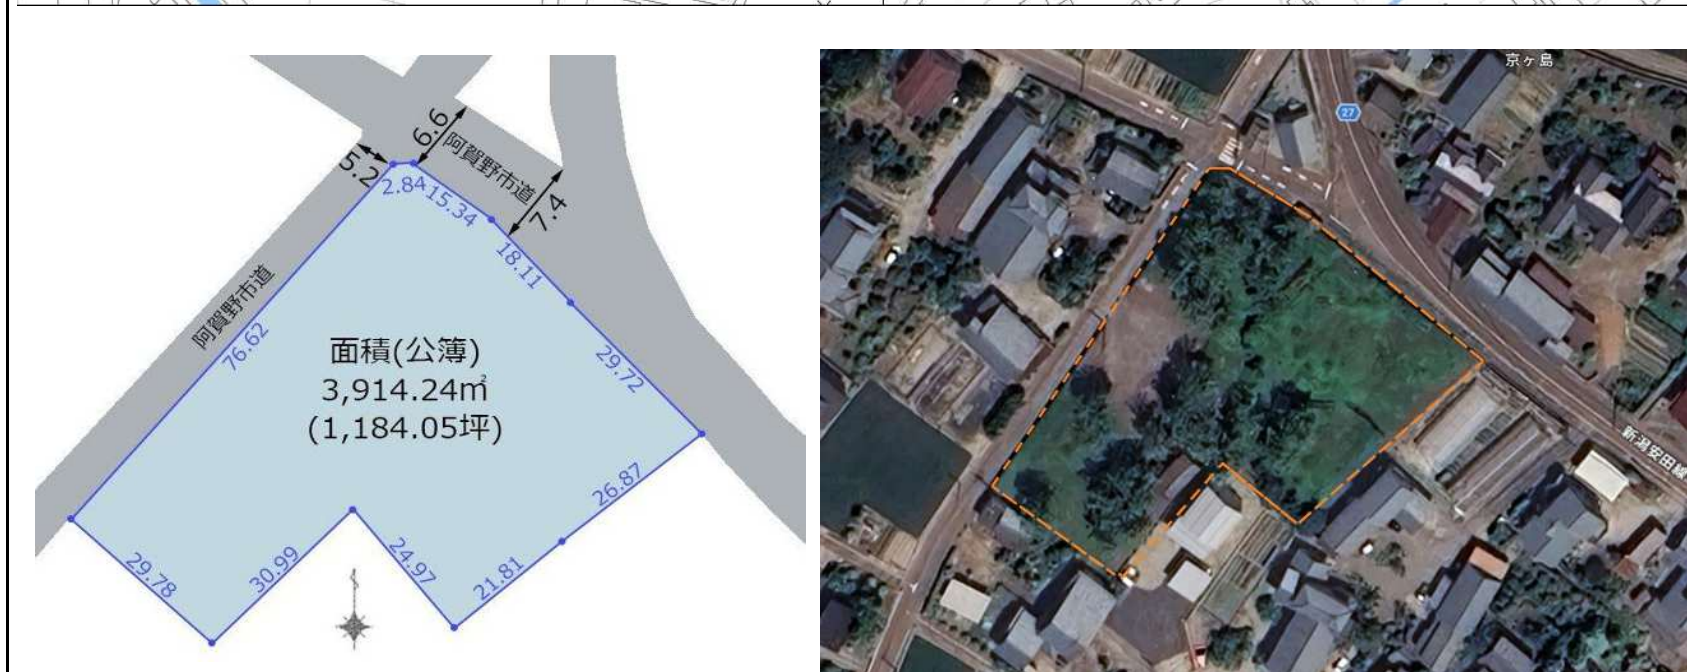 6.6
阿賀野市道
5.2
7.4
2.84
15.34
18.11
阿賀野市道
76.62
29.72
面積(公簿)
3,914.24㎡
(1,184.05坪)
26.87
29.78
30.99
24.97
21.81
京ヶ島
27
新潟安田線